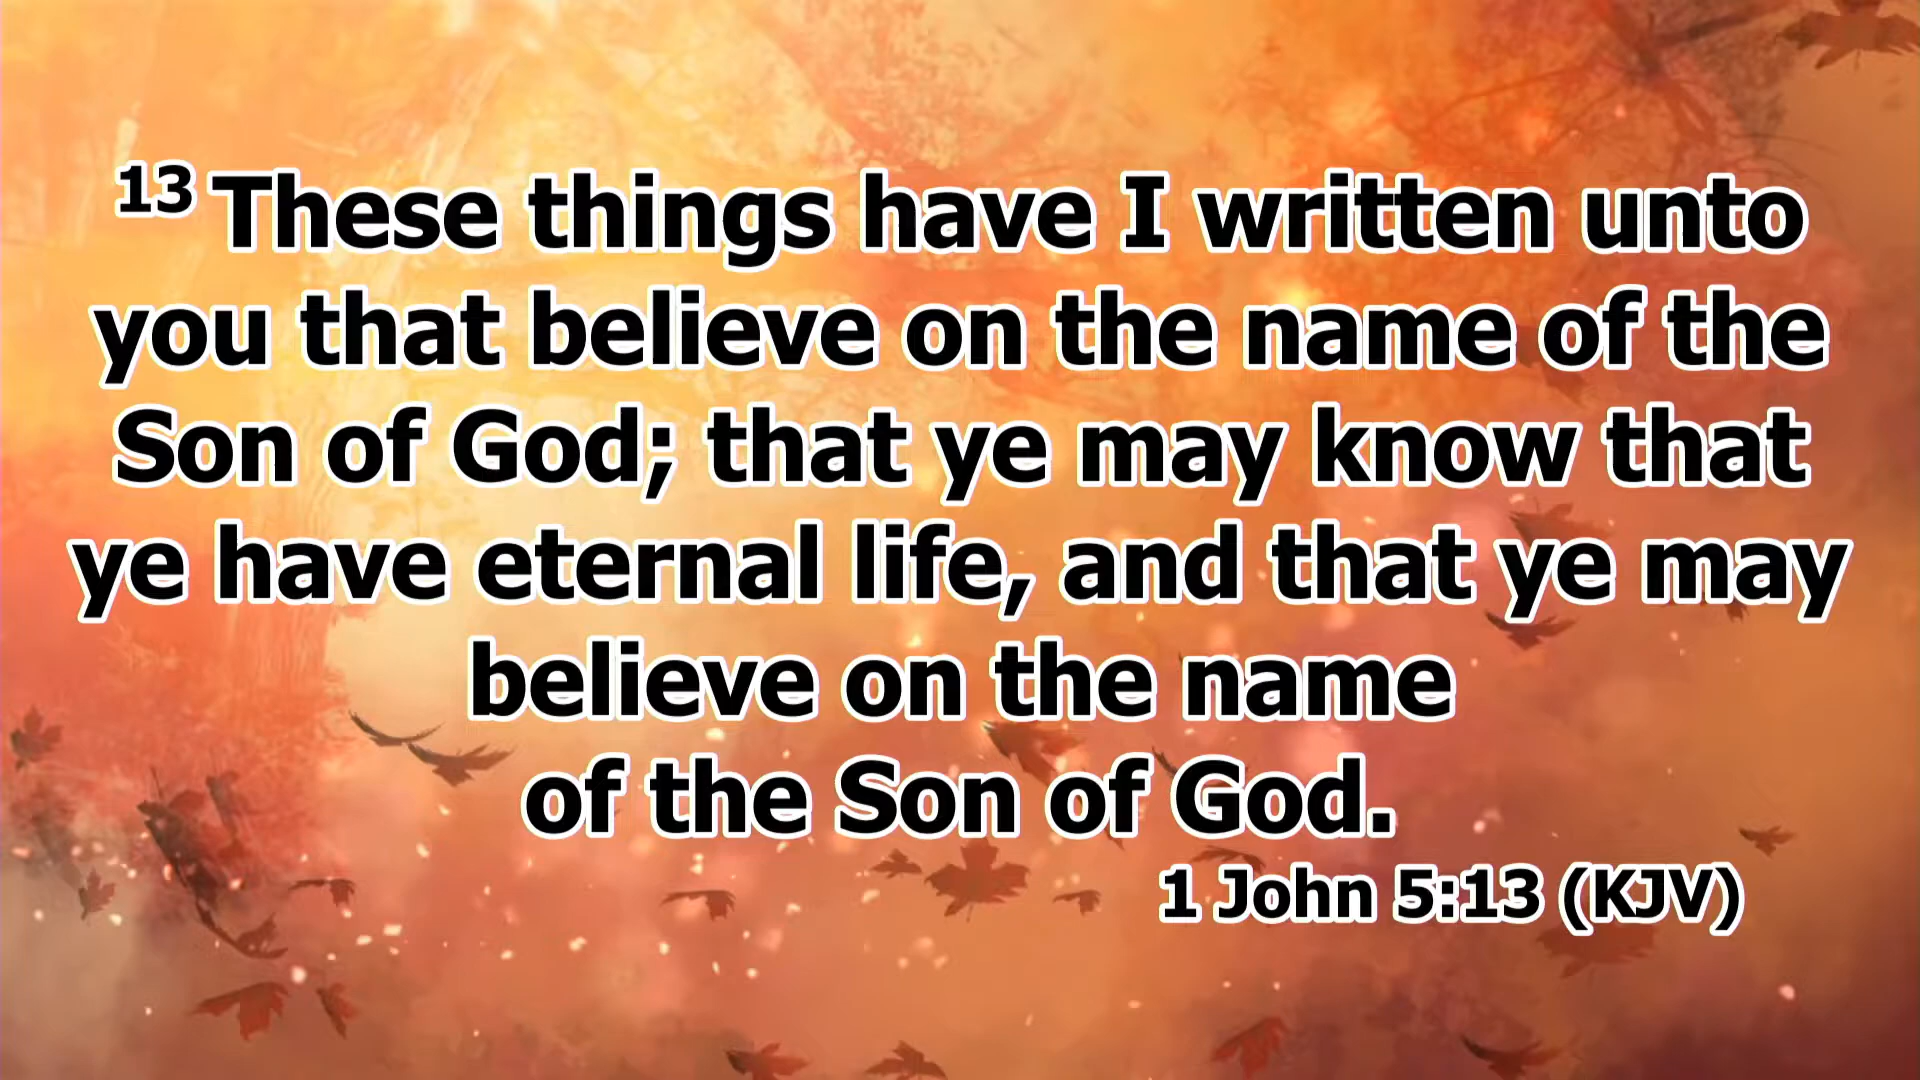 13 These things have I written unto
you that believe on the name of the
Son of God; that ye may know that
ye have eternal life, and that ye may
believe on the name
of the Son of God.
1 John 5:13 (KJV)